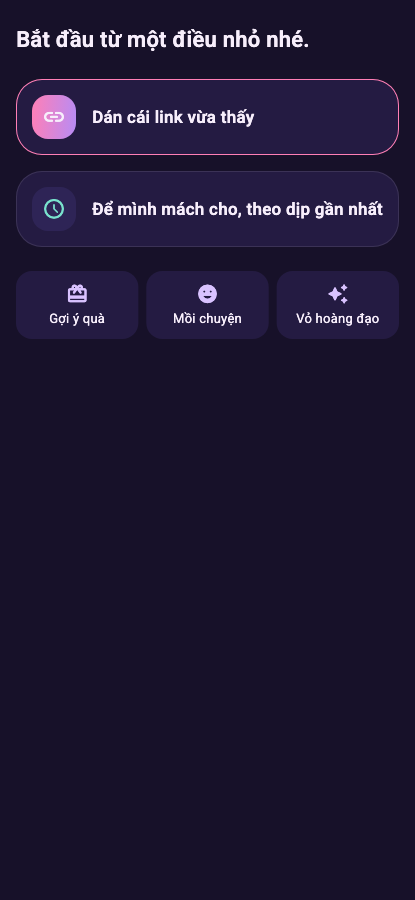 Bắt đầu từ một điều nhỏ nhé.
Dán cái link vừa thấy
Để mình mách cho, theo dịp gần nhất
Gợi ý quà
Mồi chuyện
Vỏ hoàng đạo